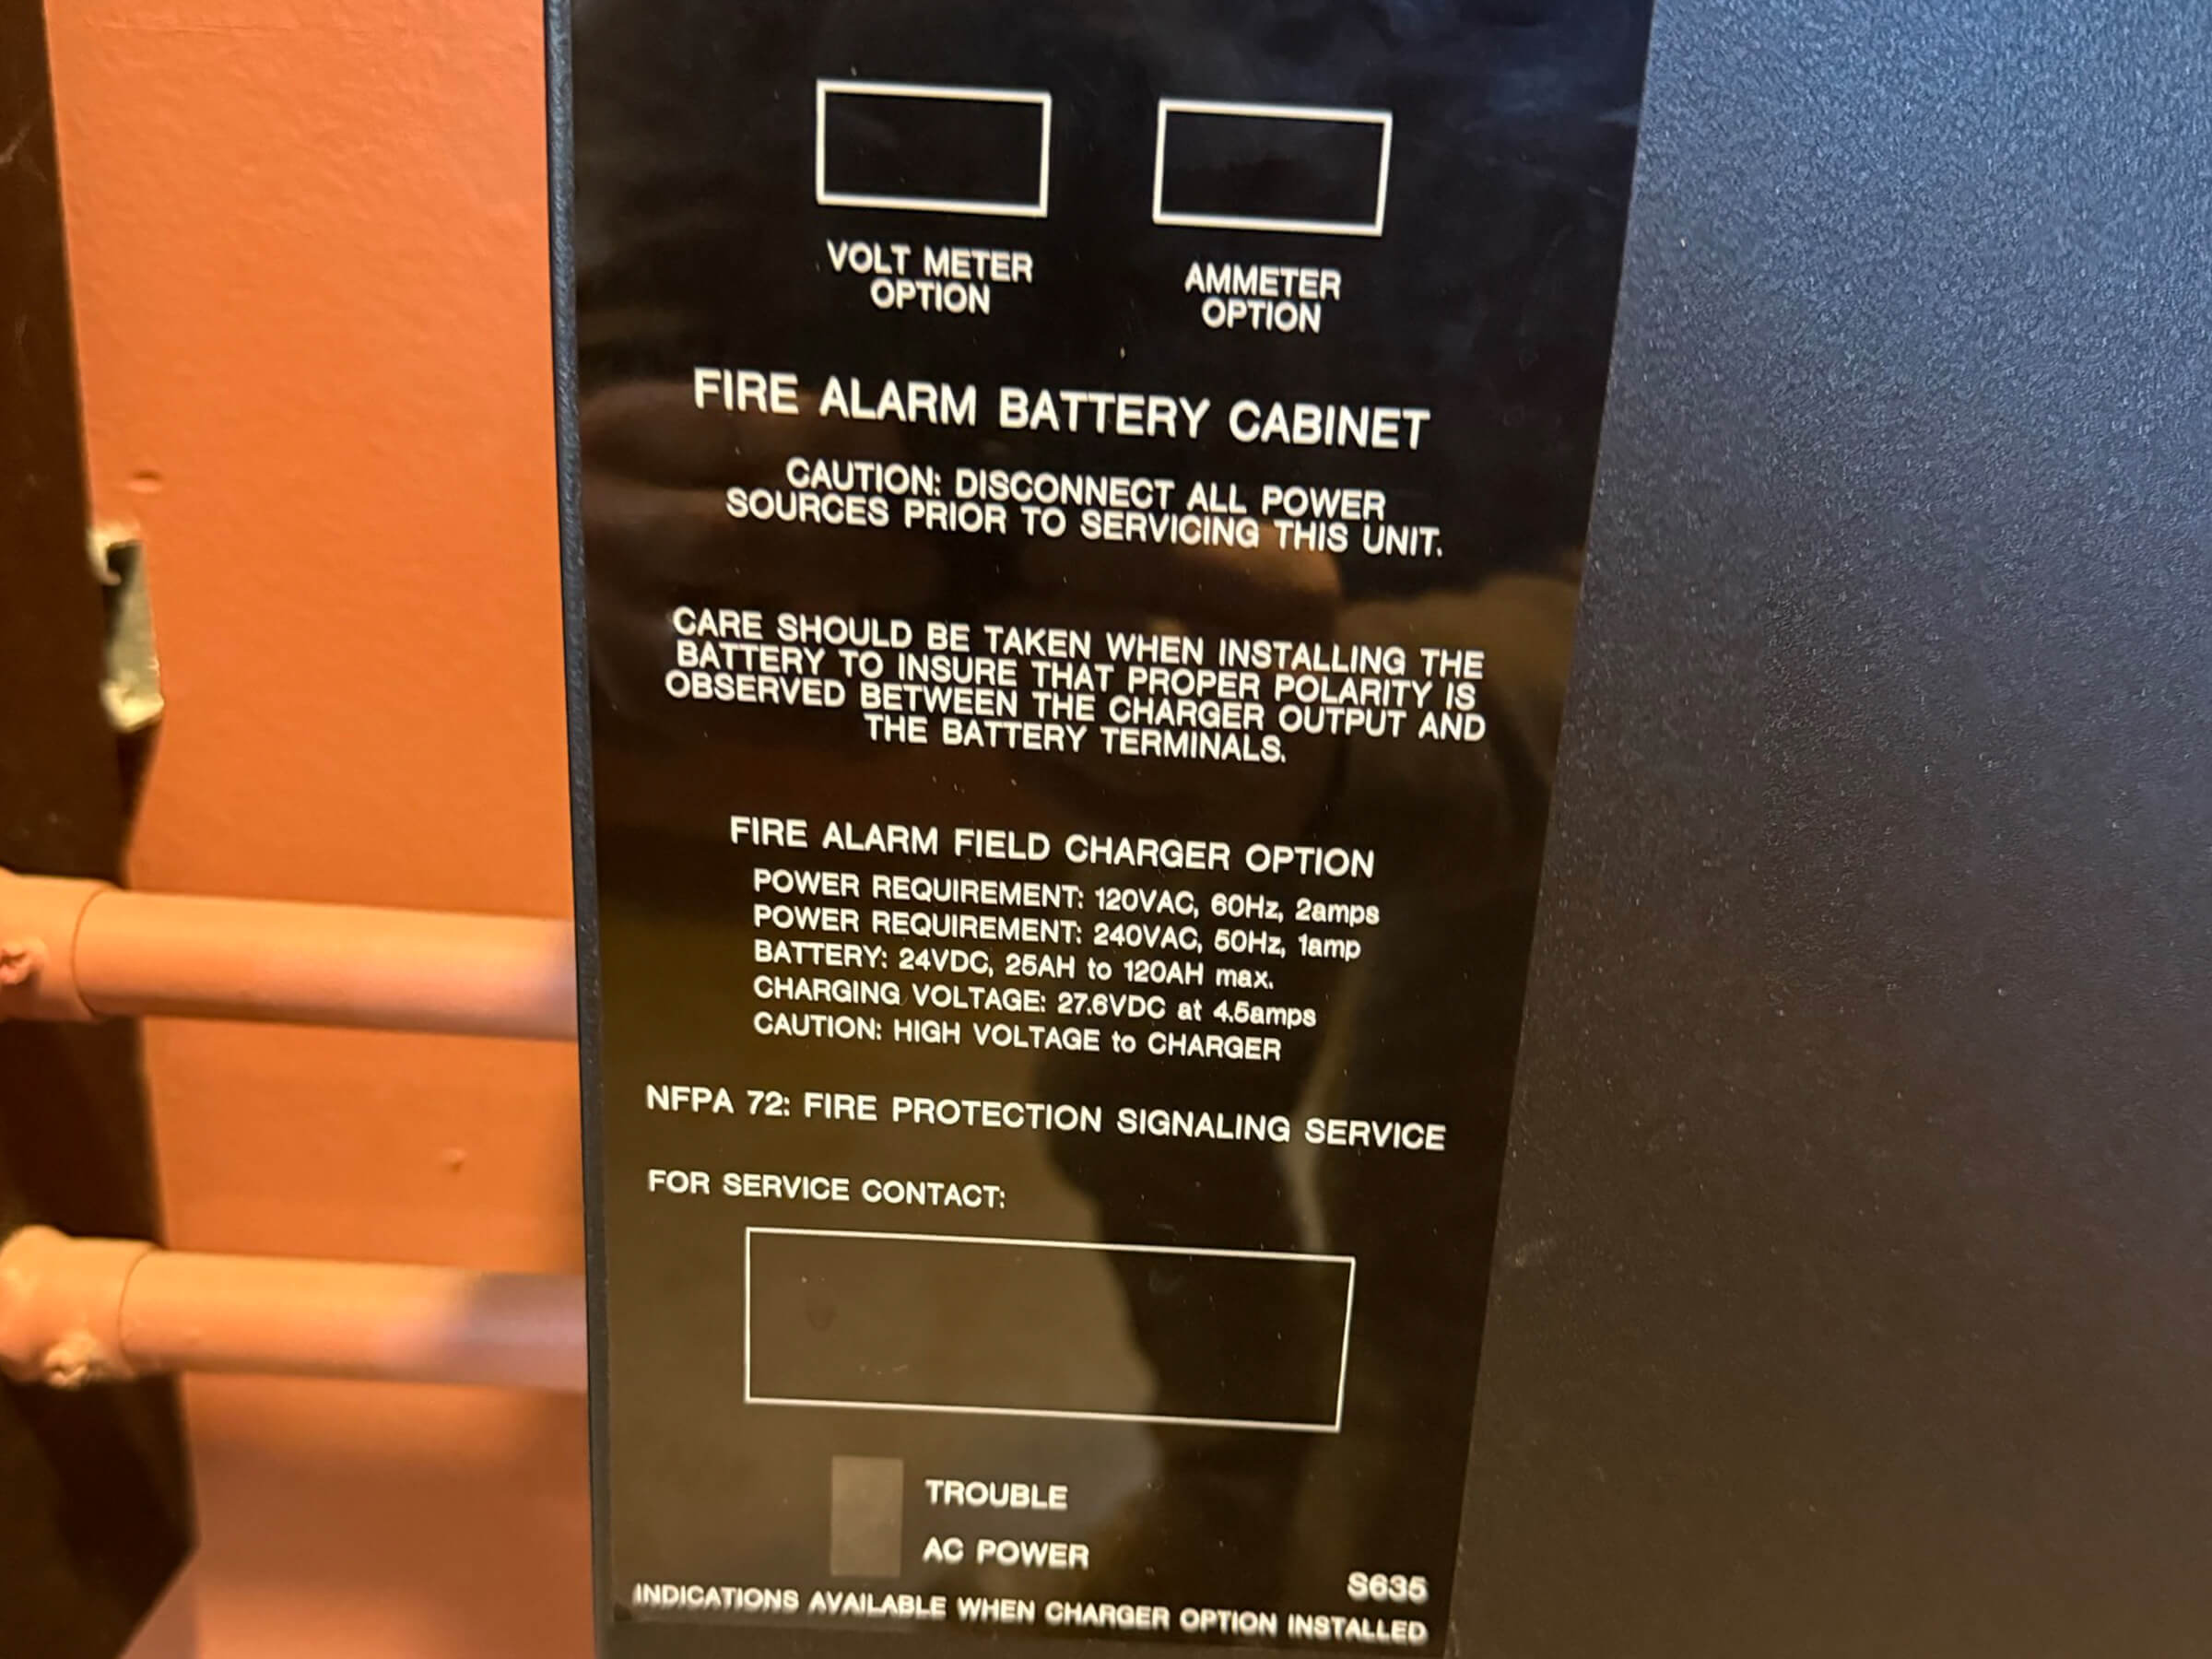 VOLT METER
OPTION
AMMETER
OPTION
FIRE ALARM BATTERY CABINET
CAUTION: DISCONNECT ALL POWER
SOURCES PRIOR TO SERVICING THIS UNIT.
CARE SHOULD BE TAKEN WHEN INSTALLING THE
BATTERY TO INSURE THAT PROPER POLARITY IS
OBSERVED BETWEEN THE CHARGER OUTPUT AND
THE BATTERY TERMINALS.
FIRE ALARM FIELD CHARGER OPTION
POWER REQUIREMENT: 120VAC, 60Hz, 2amps
POWER REQUIREMENT: 240VAC, 50Hz, 1amp
BATTERY: 24VDC, 25AH to 120AH max.
CHARGING VOLTAGE: 27.6VDC at 4.5amps
CAUTION: HIGH VOLTAGE to CHARGER
NFPA 72: FIRE PROTECTION SIGNALING SERVICE
FOR SERVICE CONTACT:
TROUBLE
AC POWER
S635
INDICATIONS AVAILABLE WHEN CHARGER OPTION INSTALLED